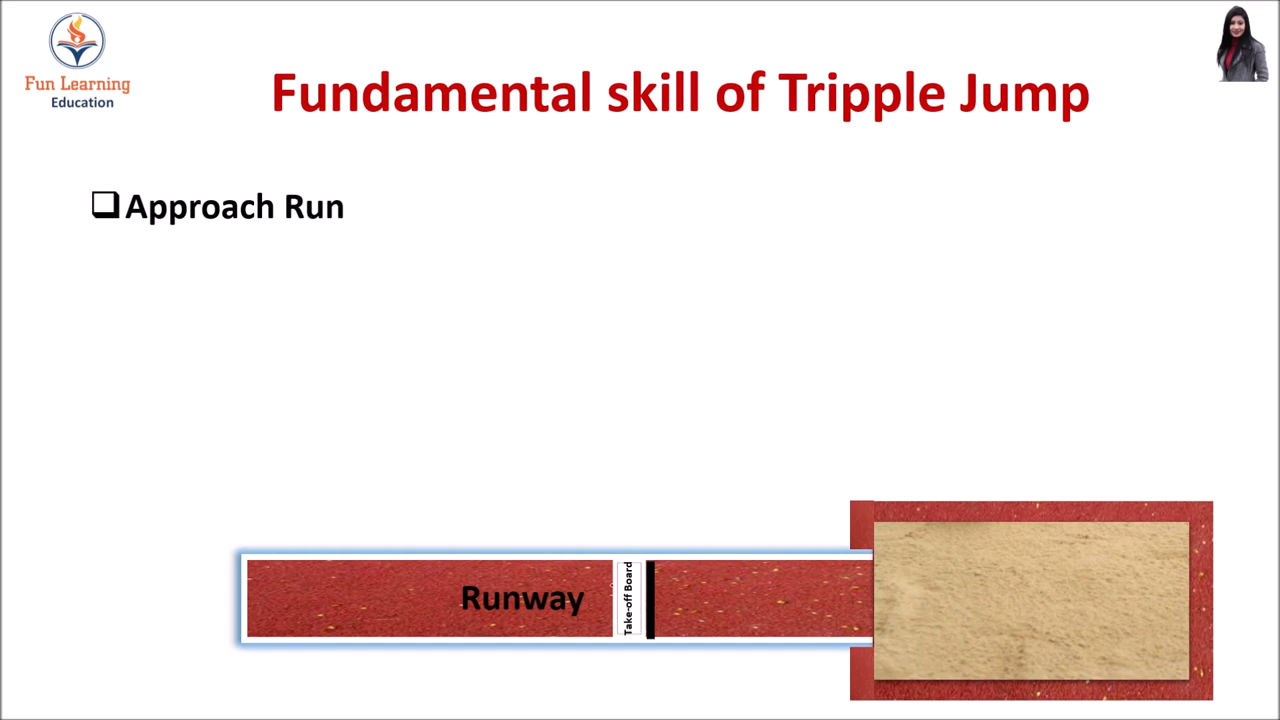 Fun Learning
Education
Fundamental skill of Tripple Jump
Approach Run
Runway
Take-off Board